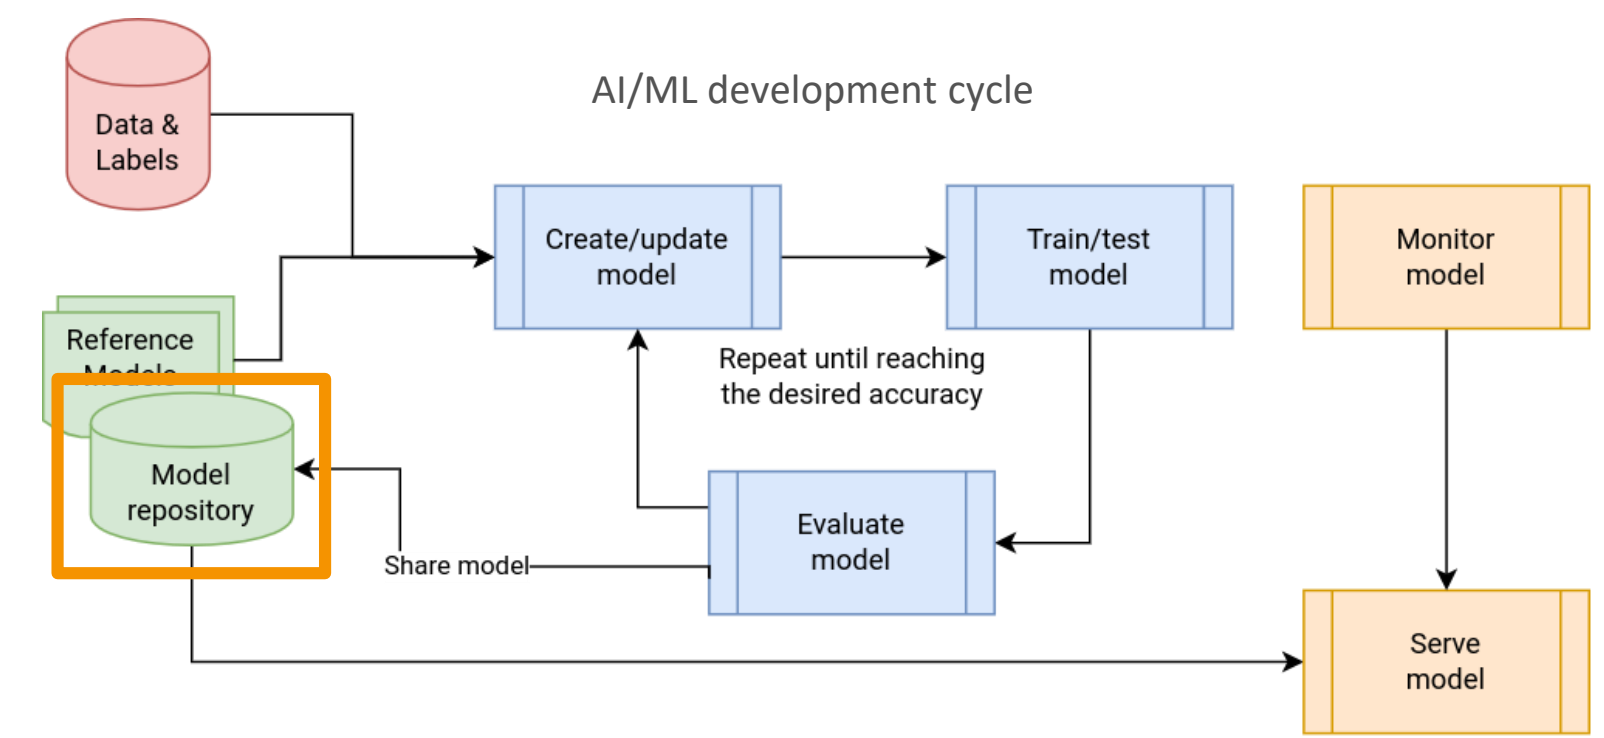 AI/ML development cycle
Data &
Labels
Create/update
model
Train/test
model
Monitor
model
Reference
Models
Repeat until reaching
the desired accuracy
Model
repository
Evaluate
model
Share model
Serve
model